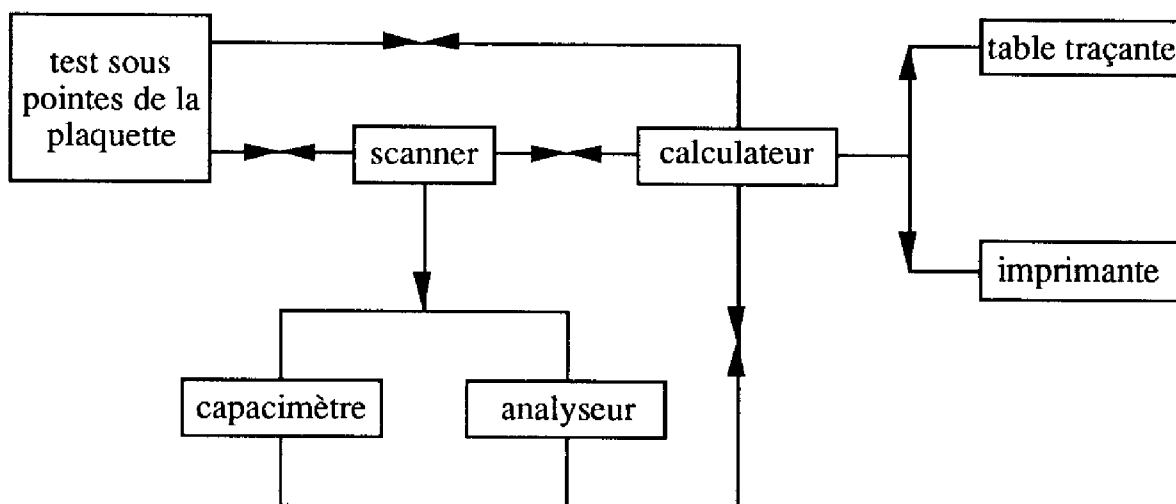 test sous
pointes de la
plaquette
table traçante
scanner
calculateur
imprimante
capacimètre
analyseur